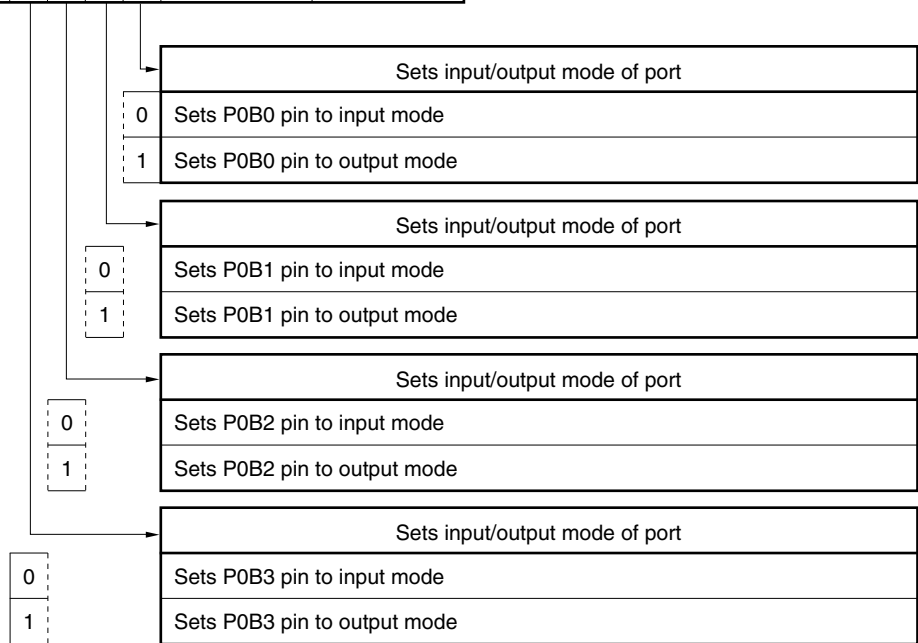 Sets input/output mode of port
0 Sets P0B0 pin to input mode
1 Sets P0B0 pin to output mode
Sets input/output mode of port
0 Sets P0B1 pin to input mode
1 Sets P0B1 pin to output mode
Sets input/output mode of port
0 Sets P0B2 pin to input mode
1 Sets P0B2 pin to output mode
Sets input/output mode of port
0 Sets P0B3 pin to input mode
1 Sets P0B3 pin to output mode